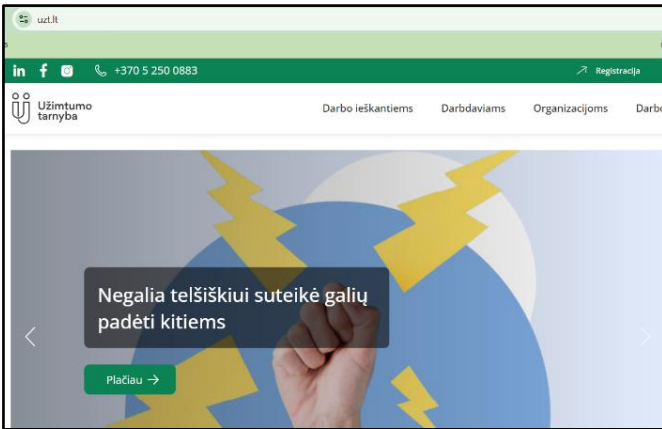 uzt.lt
in f +370 5 250 0883 Registracija
Užimtumo
tarnyba
Darbo ieškantiems Darbdaviams Organizacijoms Darbo
Negalia telšiškiui suteikė galių
padėti kitiems
Plačiau →